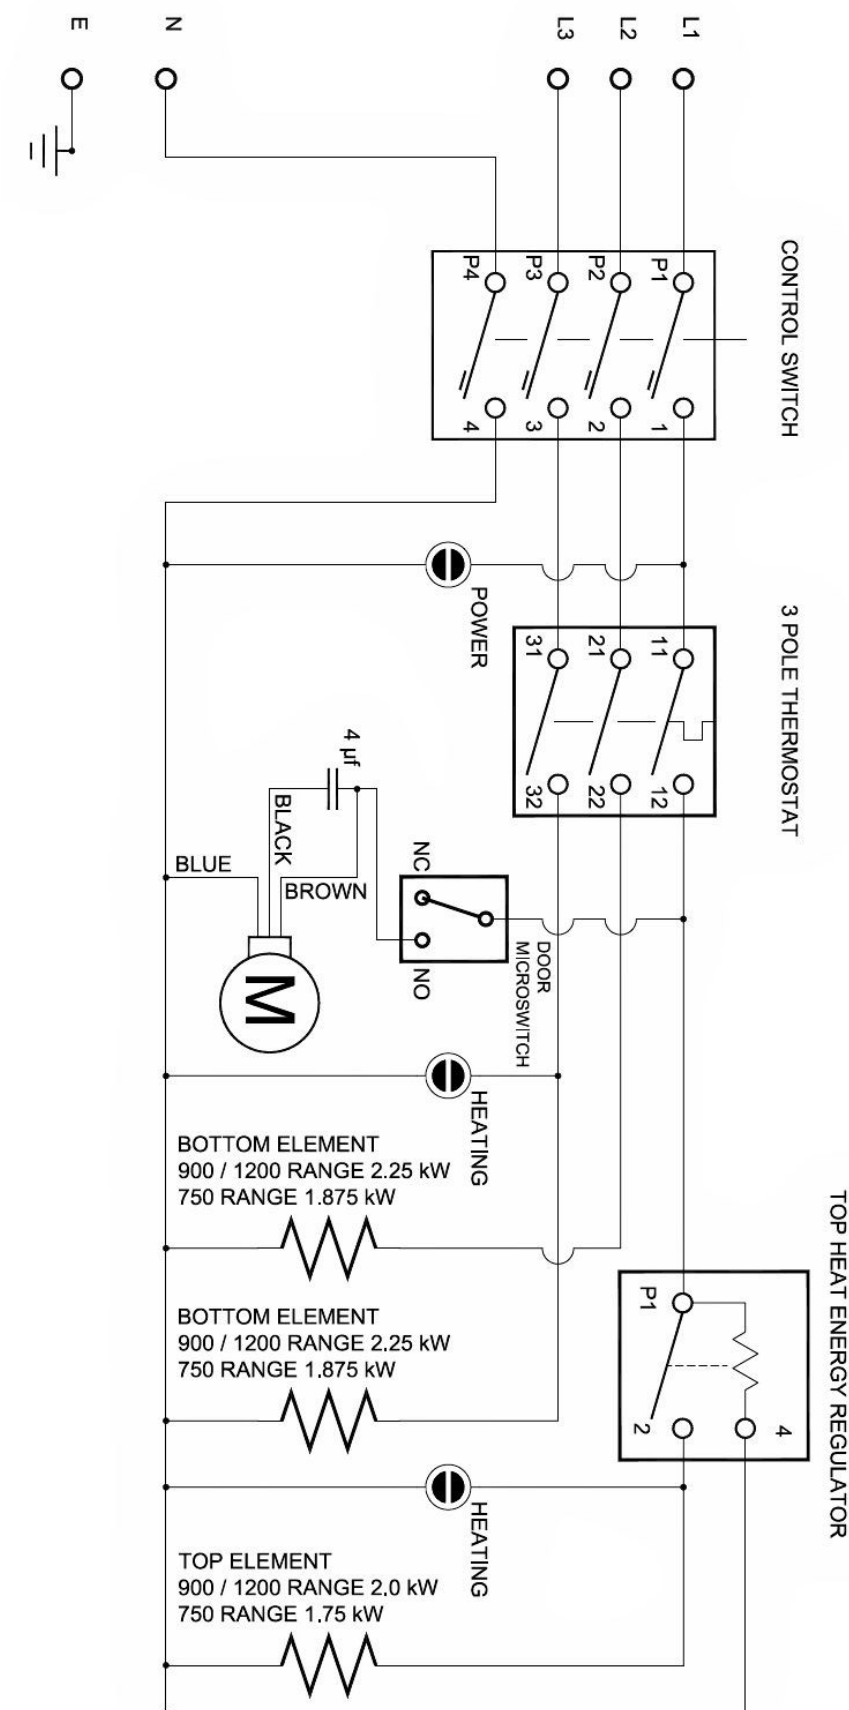 E
N
L3
L2
L1
CONTROL SWITCH
P4
P3
P2
P1
4
3
2
1
POWER
3 POLE THERMOSTAT
31
21
11
32
22
12
4 µf
BLACK
BLUE
BROWN
NC
NO
DOOR
MICROSWITCH
M
HEATING
BOTTOM ELEMENT
900 / 1200 RANGE 2.25 kW
750 RANGE 1.875 kW
TOP HEAT ENERGY REGULATOR
P1
2
4
BOTTOM ELEMENT
900 / 1200 RANGE 2.25 kW
750 RANGE 1.875 kW
HEATING
TOP ELEMENT
900 / 1200 RANGE 2.0 kW
750 RANGE 1.75 kW